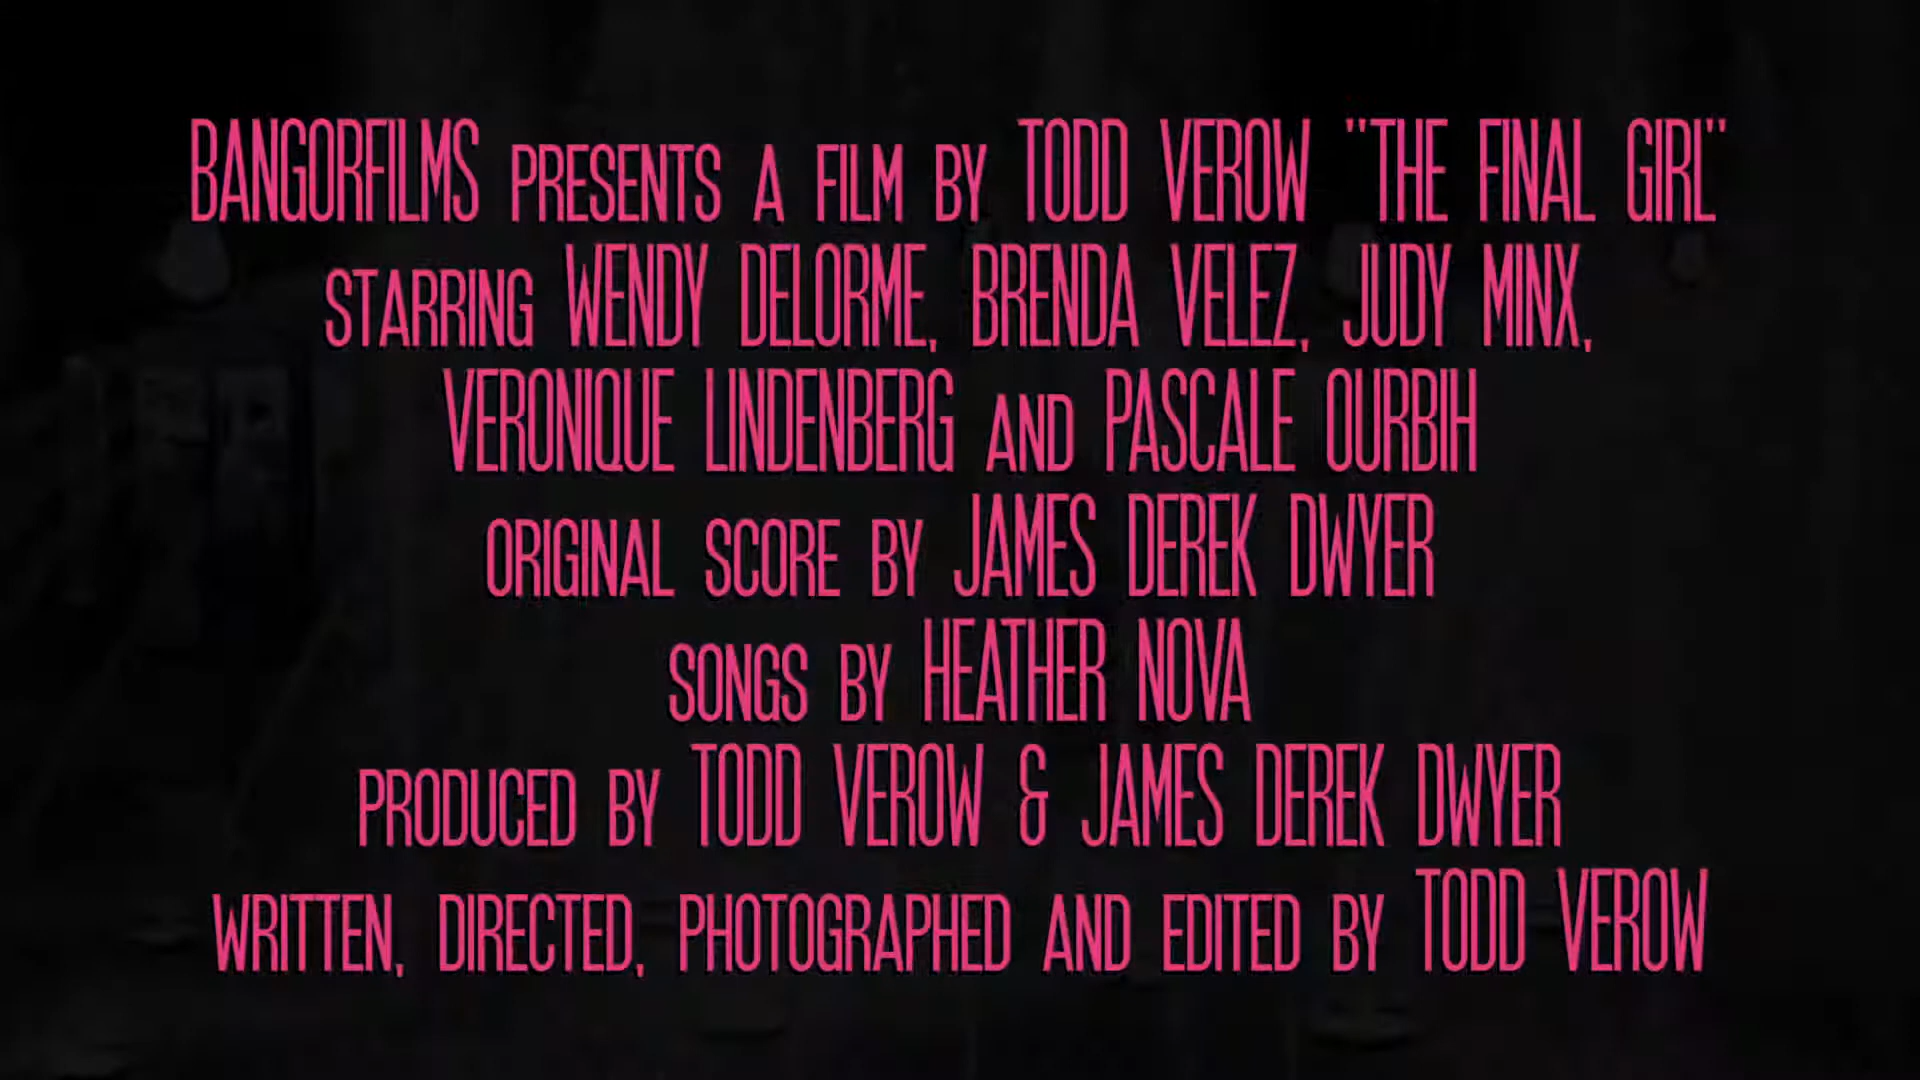 BANGORFILMS PRESENTS A FILM BY TODD VEROW "THE FINAL GIRL"
STARRING WENDY DELORME, BRENDA VELEZ, JUDY MINX,
VERONIQUE LINDENBERG AND PASCALE OURBIH
ORIGINAL SCORE BY JAMES DEREK DWYER
SONGS BY HEATHER NOVA
PRODUCED BY TODD VEROW & JAMES DEREK DWYER
WRITTEN, DIRECTED, PHOTOGRAPHED AND EDITED BY TODD VEROW